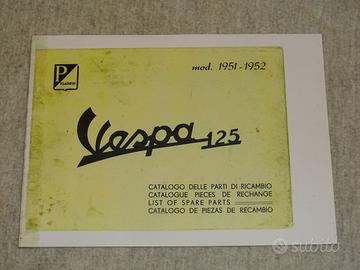 P
PIAGGIO
mod. 1951-1952
Vespa 125
CATALOGO DELLE PARTI DI RICAMBIO
CATALOGUE PIECES DE RECHANGE
LIST OF SPARE PARTS
CATALOGO DE PIEZAS DE RECAMBIO
subito